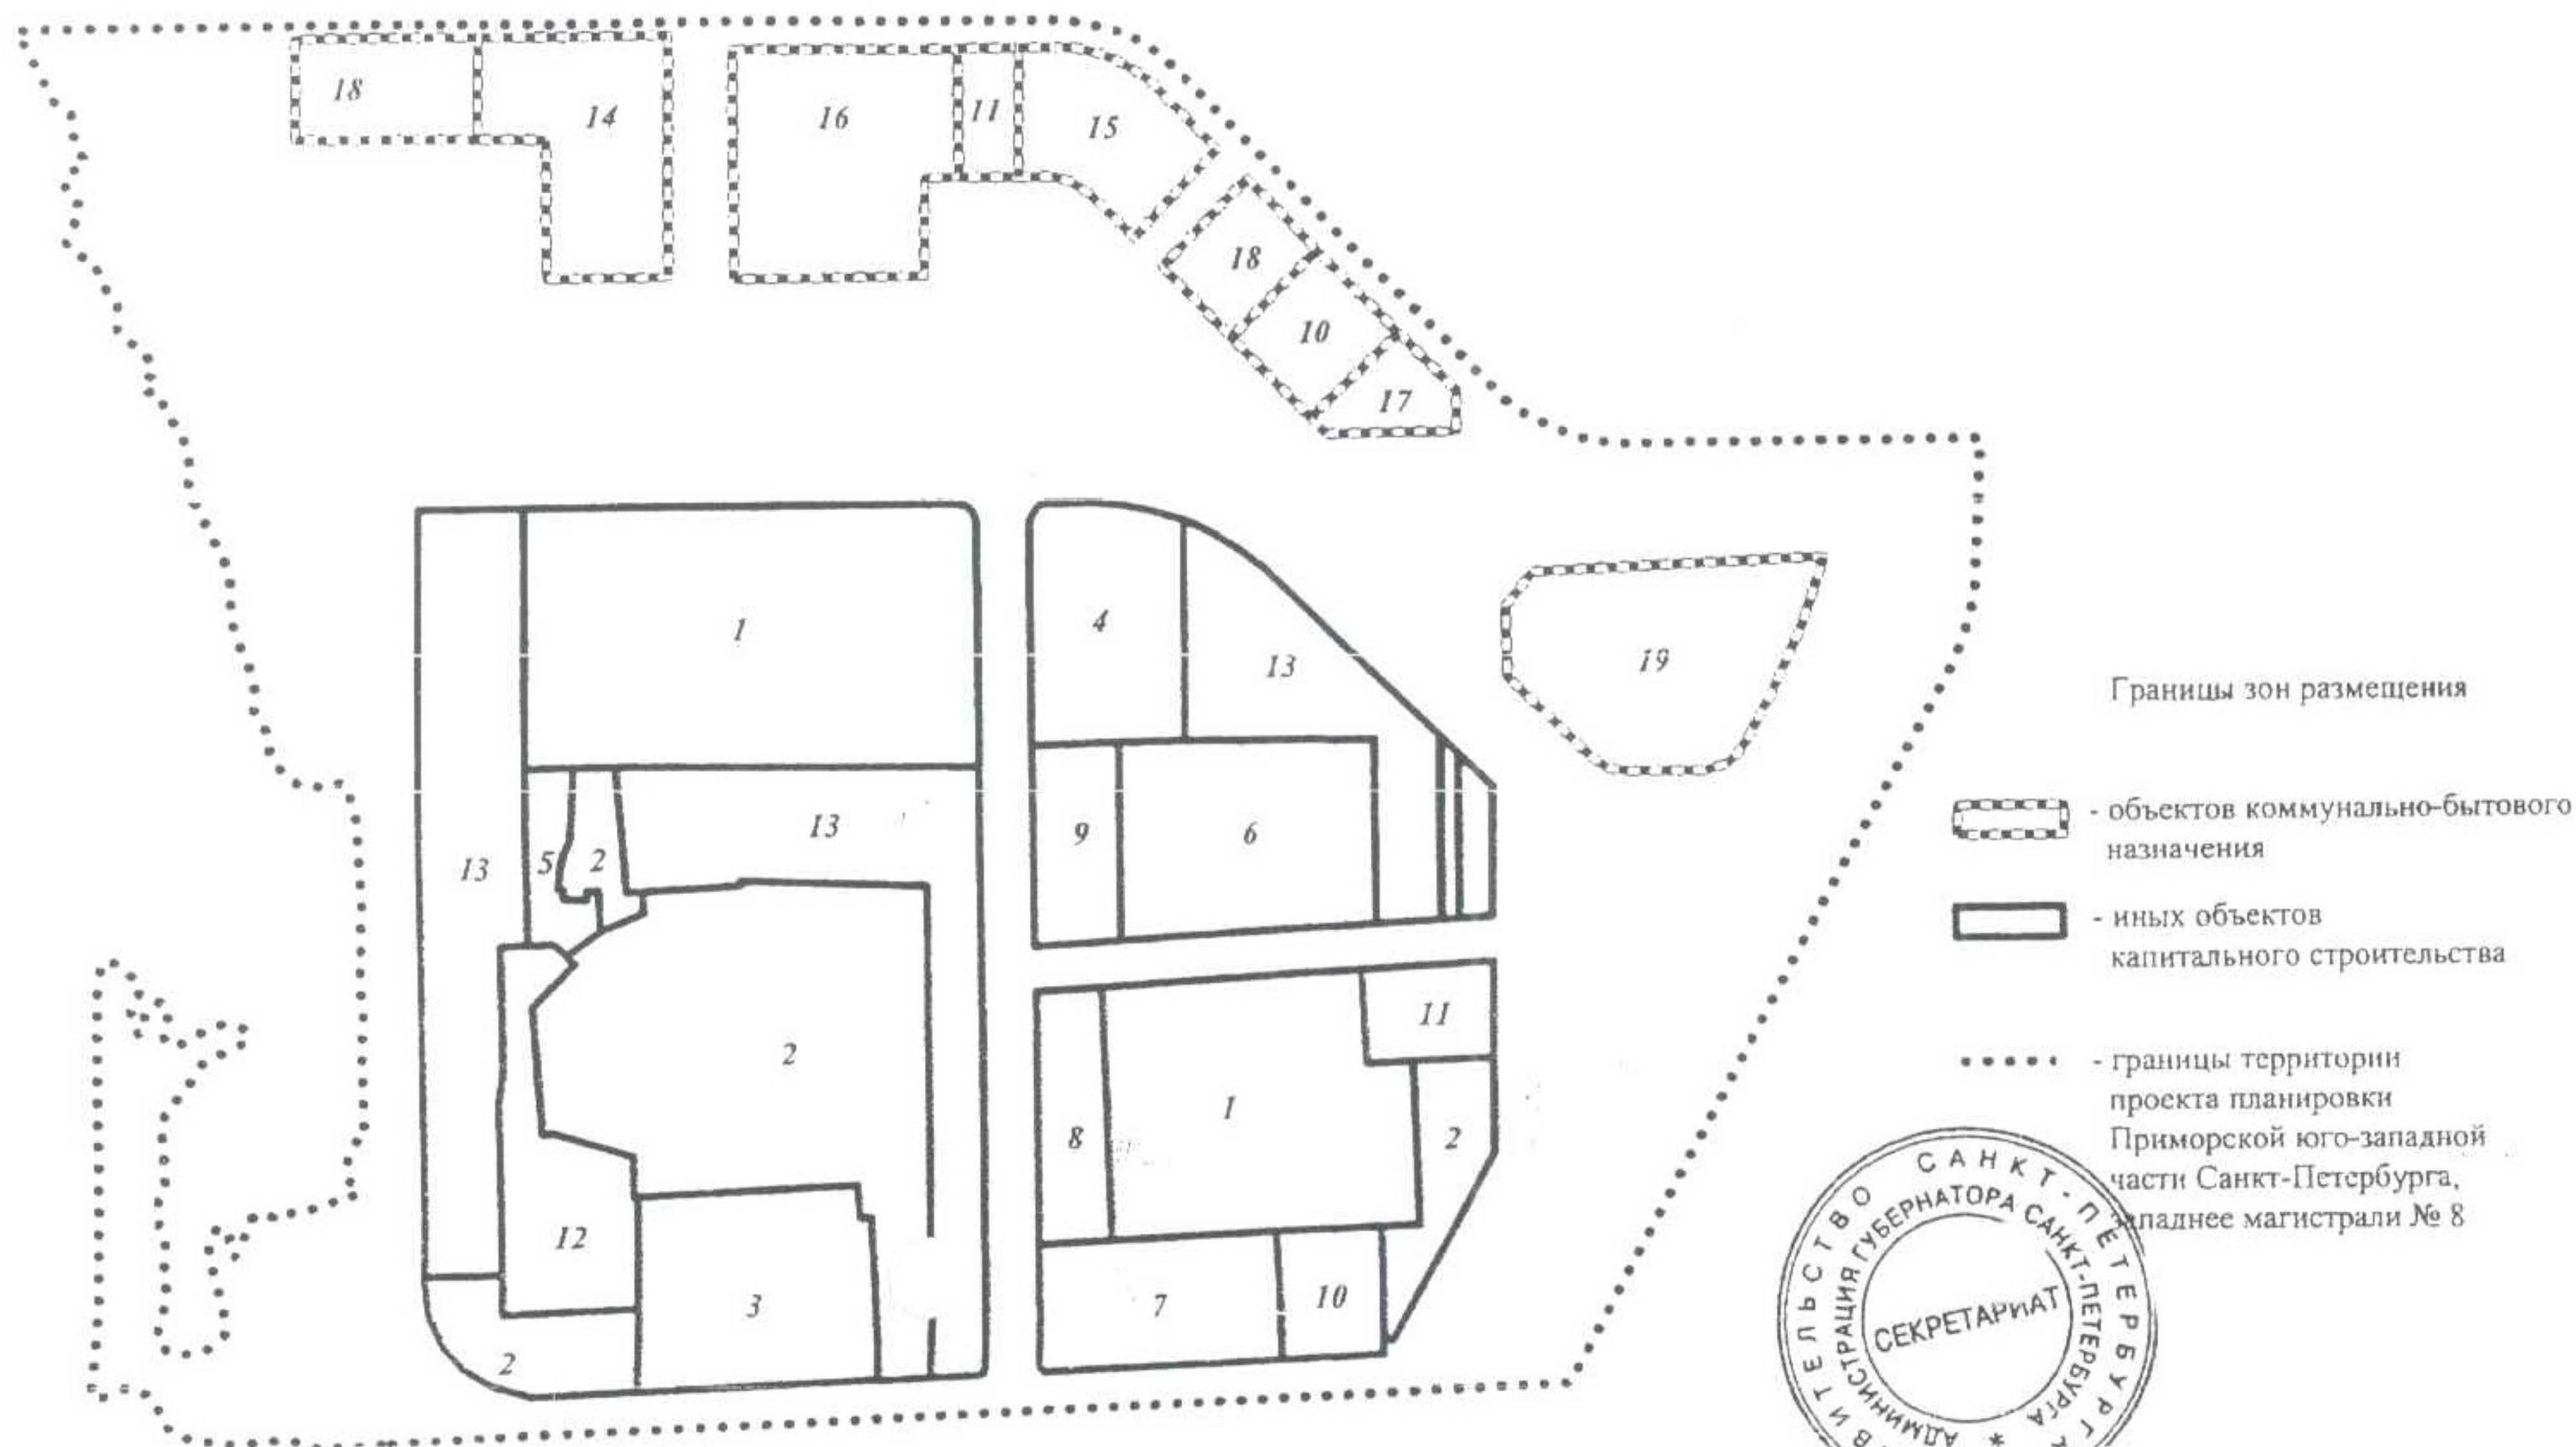 18
14
16
11
15
18
10
17
1
4
13
19
13
5
2
13
9
6
2
12
3
2
8
1
11
2
7
10
Границы зон размещения
- объектов коммунально-бытового
назначения
- иных объектов
капитального строительства
- границы территории
проекта планировки
Приморской юго-западной
части Санкт-Петербурга,
западнее магистрали № 8
САНКТ-ПЕТЕРБУРГА
АДМИНИСТРАЦИЯ ГУБЕРНАТОРА САНКТ-ПЕТЕРБУРГА
СЕКРЕТАРИАТ